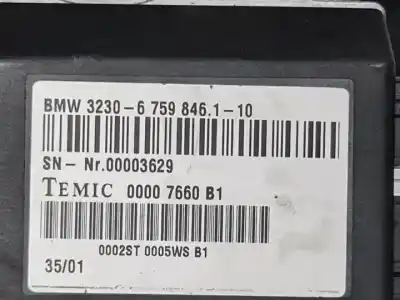 BMW 3230-6 759 846.1-10
SN- Nr.00003629
TEMIC 0000 7660 B1
0002ST 0005WS B1
35/01